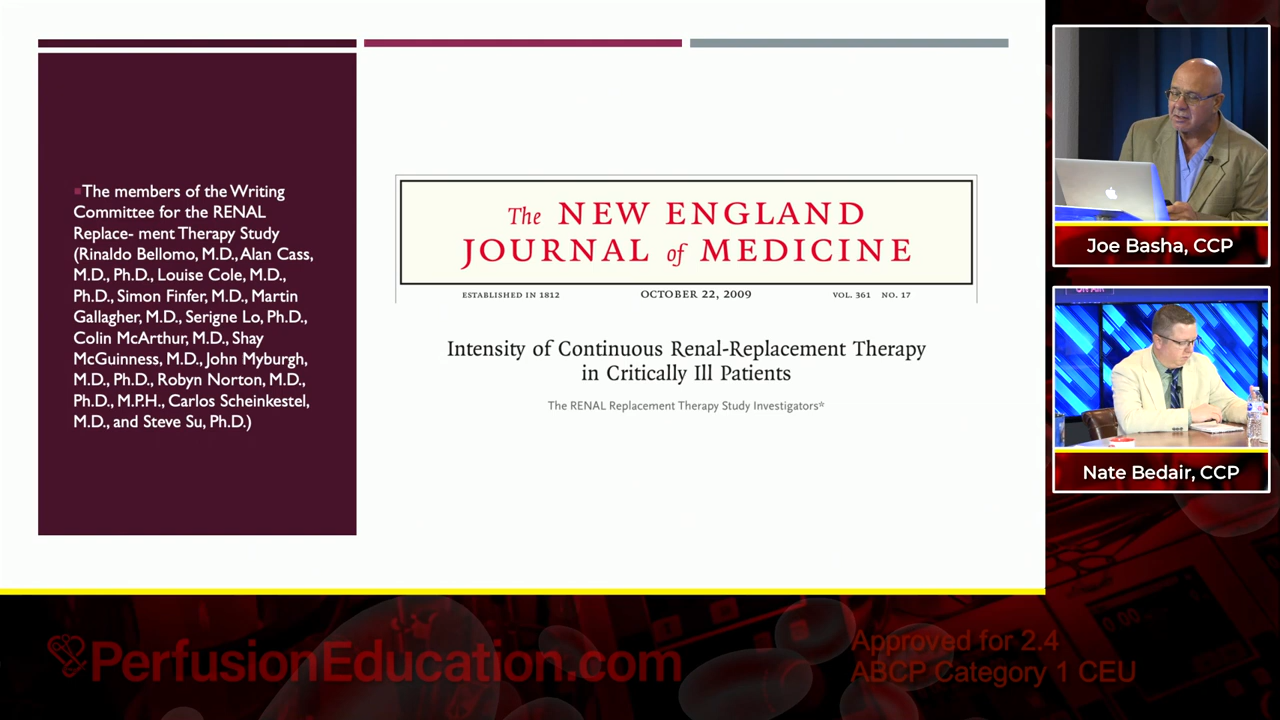 The members of the Writing
Committee for the RENAL
Replace- ment Therapy Study
(Rinaldo Bellomo, M.D., Alan Cass,
M.D., Ph.D., Louise Cole, M.D.,
Ph.D., Simon Finfer, M.D., Martin
Gallagher, M.D., Serigne Lo, Ph.D.,
Colin McArthur, M.D., Shay
McGuinness, M.D., John Myburgh,
M.D., Ph.D., Robyn Norton, M.D.,
Ph.D., M.P.H., Carlos Scheinkestel,
M.D., and Steve Su, Ph.D.)
The NEW ENGLAND
JOURNAL of MEDICINE
ESTABLISHED IN 1812 OCTOBER 22, 2009 VOL. 361 NO. 17
Intensity of Continuous Renal-Replacement Therapy
in Critically Ill Patients
The RENAL Replacement Therapy Study Investigators*
Joe Basha, CCP
Nate Bedair, CCP
PerfusionEducation.com
Approved for 2.4
ABCP Category 1 CEU